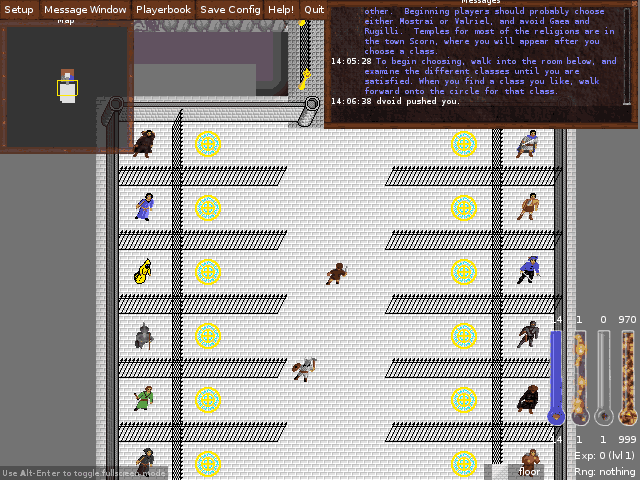 Setup Message Window Playerbook Save Config Help! Quit
Map
Messages
other. Beginning players should probably choose
either Mostrai or Valriel, and avoid Gaea and
Rugilli. Temples for most of the religions are in
the town Scorn, where you will appear after you
choose a class.
14:05:28 To begin choosing, walk into the room below, and
examine the different classes until you are
satisfied. When you find a class you like, walk
forward onto the circle for that class.
14:06:38 dvoid pushed you.
14 1 0 970
14 1 1 999
Exp: 0 (lvl 1)
Use Alt-Enter to toggle fullscreen mode
floor
Rng: nothing